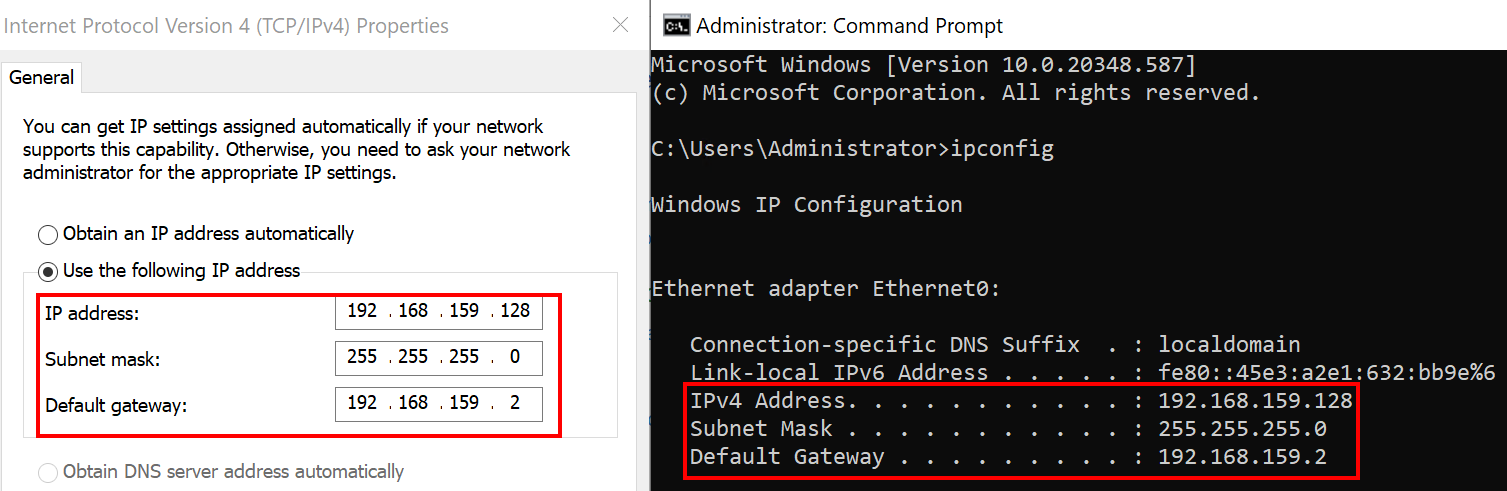 Internet Protocol Version 4 (TCP/IPv4) Properties
General
You can get IP settings assigned automatically if your network
supports this capability. Otherwise, you need to ask your network
administrator for the appropriate IP settings.
Obtain an IP address automatically
Use the following IP address
IP address: 192 . 168 . 159 . 128
Subnet mask: 255 . 255 . 255 . 0
Default gateway: 192 . 168 . 159 . 2
Obtain DNS server address automatically
C:\.
Administrator: Command Prompt
Microsoft Windows [Version 10.0.20348.587]
(c) Microsoft Corporation. All rights reserved.
C:\Users\Administrator>ipconfig
Windows IP Configuration
Ethernet adapter Ethernet0:
Connection-specific DNS Suffix . : localdomain
Link-local IPv6 Address . . . . . : fe80::45e3:a2e1:632:bb9e%6
IPv4 Address. . . . . . . . . . . : 192.168.159.128
Subnet Mask . . . . . . . . . . . : 255.255.255.0
Default Gateway . . . . . . . . . : 192.168.159.2